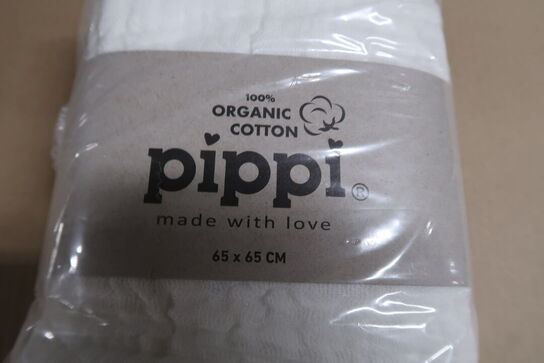 100%
ORGANIC
COTTON
pippi®
made with love
65 x 65 CM